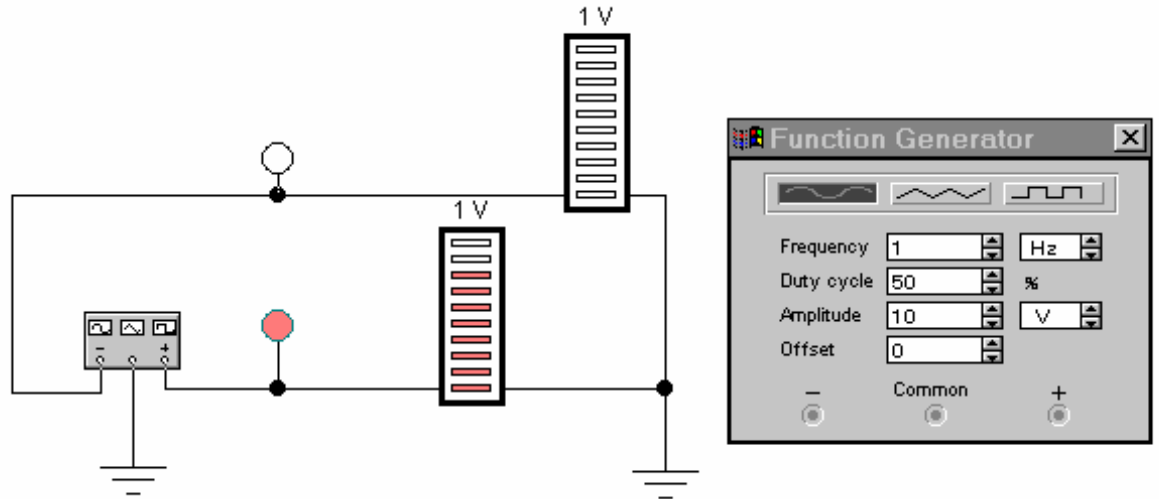 1 V
1 V
− +
Function Generator
Frequency 1 Hz
Duty cycle 50 %
Amplitude 10 V
Offset 0
− Common +